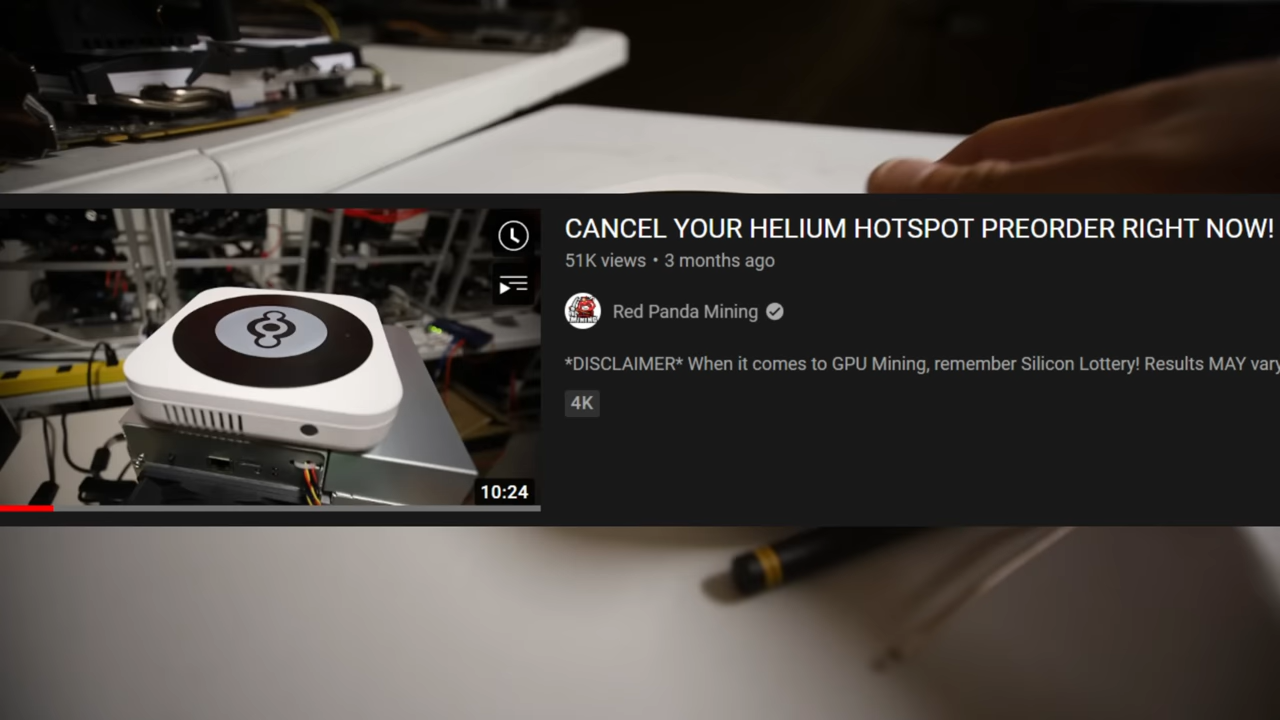 CANCEL YOUR HELIUM HOTSPOT PREORDER RIGHT NOW!
51K views • 3 months ago
Red Panda Mining
*DISCLAIMER* When it comes to GPU Mining, remember Silicon Lottery! Results MAY vary
4K
10:24